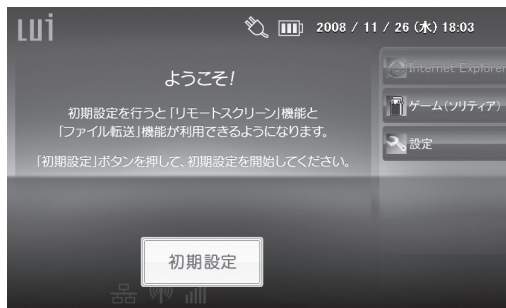 LUI
2008 / 11 / 26 (水) 18:03
ようこそ!
初期設定を行うと「リモートスクリーン」機能と
「ファイル転送」機能が利用できるようになります。
「初期設定」ボタンを押して、初期設定を開始してください。
初期設定
Internet Explorer
ゲーム(ソリティア)
設定